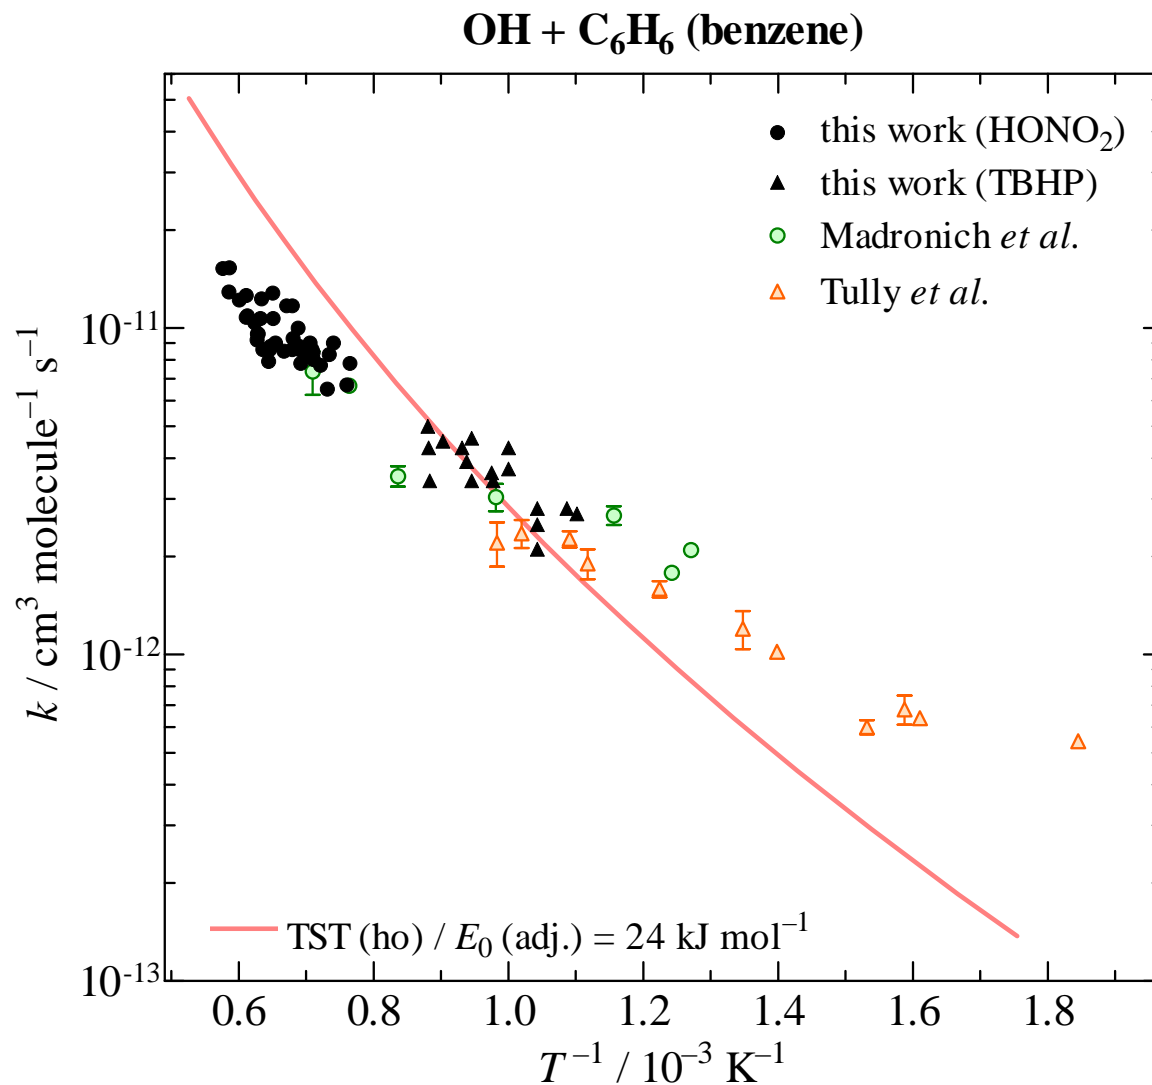 OH + C₆H₆ (benzene)
this work (HONO₂)
this work (TBHP)
Madronich et al.
Tully et al.
k / cm³ molecule⁻¹ s⁻¹
10⁻¹¹
10⁻¹²
10⁻¹³
TST (ho) / E₀ (adj.) = 24 kJ mol⁻¹
0.6 0.8 1.0 1.2 1.4 1.6 1.8
T⁻¹ / 10⁻³ K⁻¹